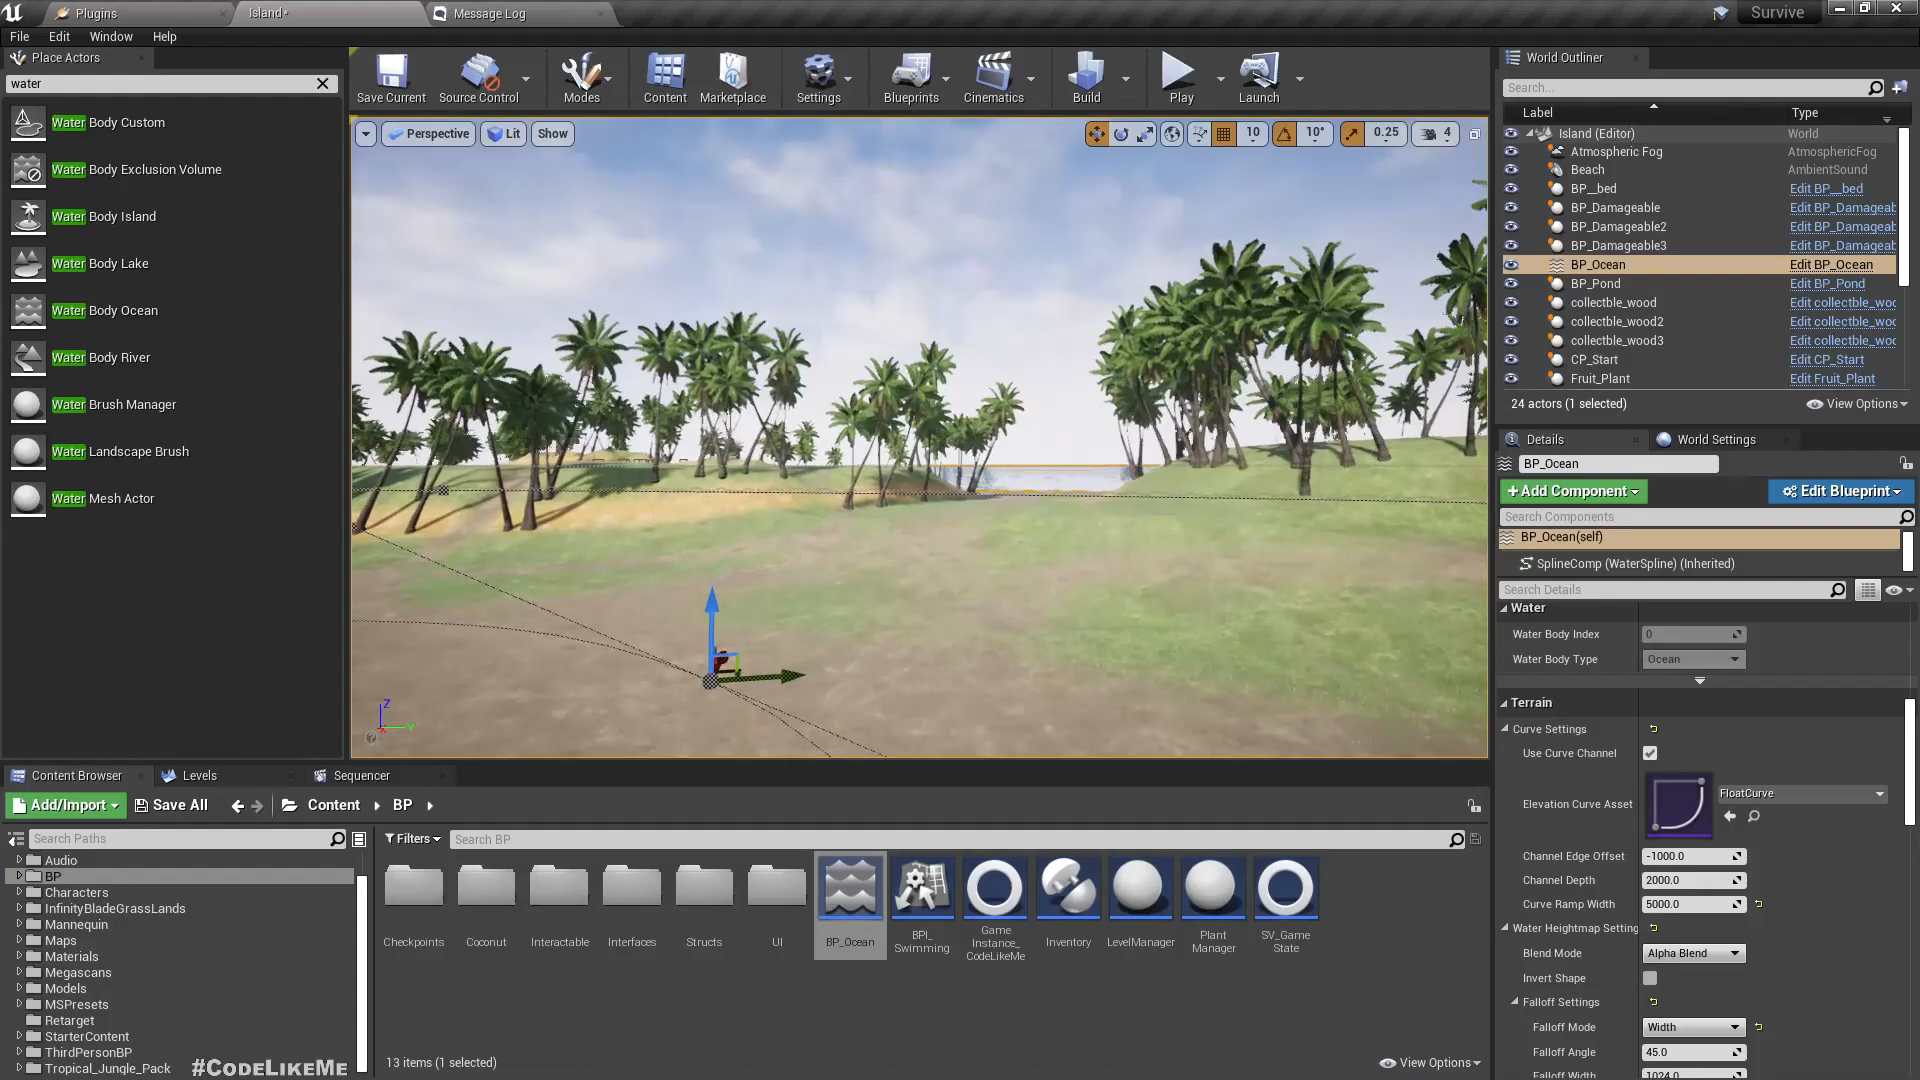 Plugins
Island•
Message Log
Survive
File
Edit
Window
Help
Place Actors
water
Water Body Custom
Water Body Exclusion Volume
Water Body Island
Water Body Lake
Water Body Ocean
Water Body River
Water Brush Manager
Water Landscape Brush
Water Mesh Actor
Save Current
Source Control
Modes
Content
Marketplace
Settings
Blueprints
Cinematics
Build
Play
Launch
Perspective
Lit
Show
10
10°
0.25
4
Z
Y
World Outliner
Search...
Label
Type
Island (Editor)
World
Atmospheric Fog
AtmosphericFog
Beach
AmbientSound
BP__bed
Edit BP__bed
BP_Damageable
Edit BP_Damageab
BP_Damageable2
Edit BP_Damageab
BP_Damageable3
Edit BP_Damageab
BP_Ocean
Edit BP_Ocean
BP_Pond
Edit BP_Pond
collectble_wood
Edit collectble_woo
collectble_wood2
Edit collectble_woo
collectble_wood3
Edit collectble_woo
CP_Start
Edit CP_Start
Fruit_Plant
Edit Fruit_Plant
24 actors (1 selected)
View Options
Details
World Settings
BP_Ocean
Add Component
Edit Blueprint
Search Components
BP_Ocean(self)
SplineComp (WaterSpline) (Inherited)
Search Details
Water
Water Body Index
0
Water Body Type
Ocean
Terrain
Curve Settings
Use Curve Channel
Elevation Curve Asset
FloatCurve
Channel Edge Offset
-1000.0
Channel Depth
2000.0
Curve Ramp Width
5000.0
Water Heightmap Setting
Blend Mode
Alpha Blend
Invert Shape
Falloff Settings
Falloff Mode
Width
Falloff Angle
45.0
Falloff Width
1024.0
Content Browser
Levels
Sequencer
Add/Import
Save All
Content
BP
Search Paths
Filters
Search BP
Audio
BP
Characters
InfinityBladeGrassLands
Mannequin
Maps
Materials
Megascans
Models
MSPresets
Retarget
StarterContent
ThirdPersonBP
Tropical_Jungle_Pack
#CodeLikeMe
Checkpoints
Coconut
Interactable
Interfaces
Structs
UI
BP_Ocean
BPI_
Swimming
Game
Instance_
CodeLikeMe
Inventory
LevelManager
Plant
Manager
SV_Game
State
13 items (1 selected)
View Options